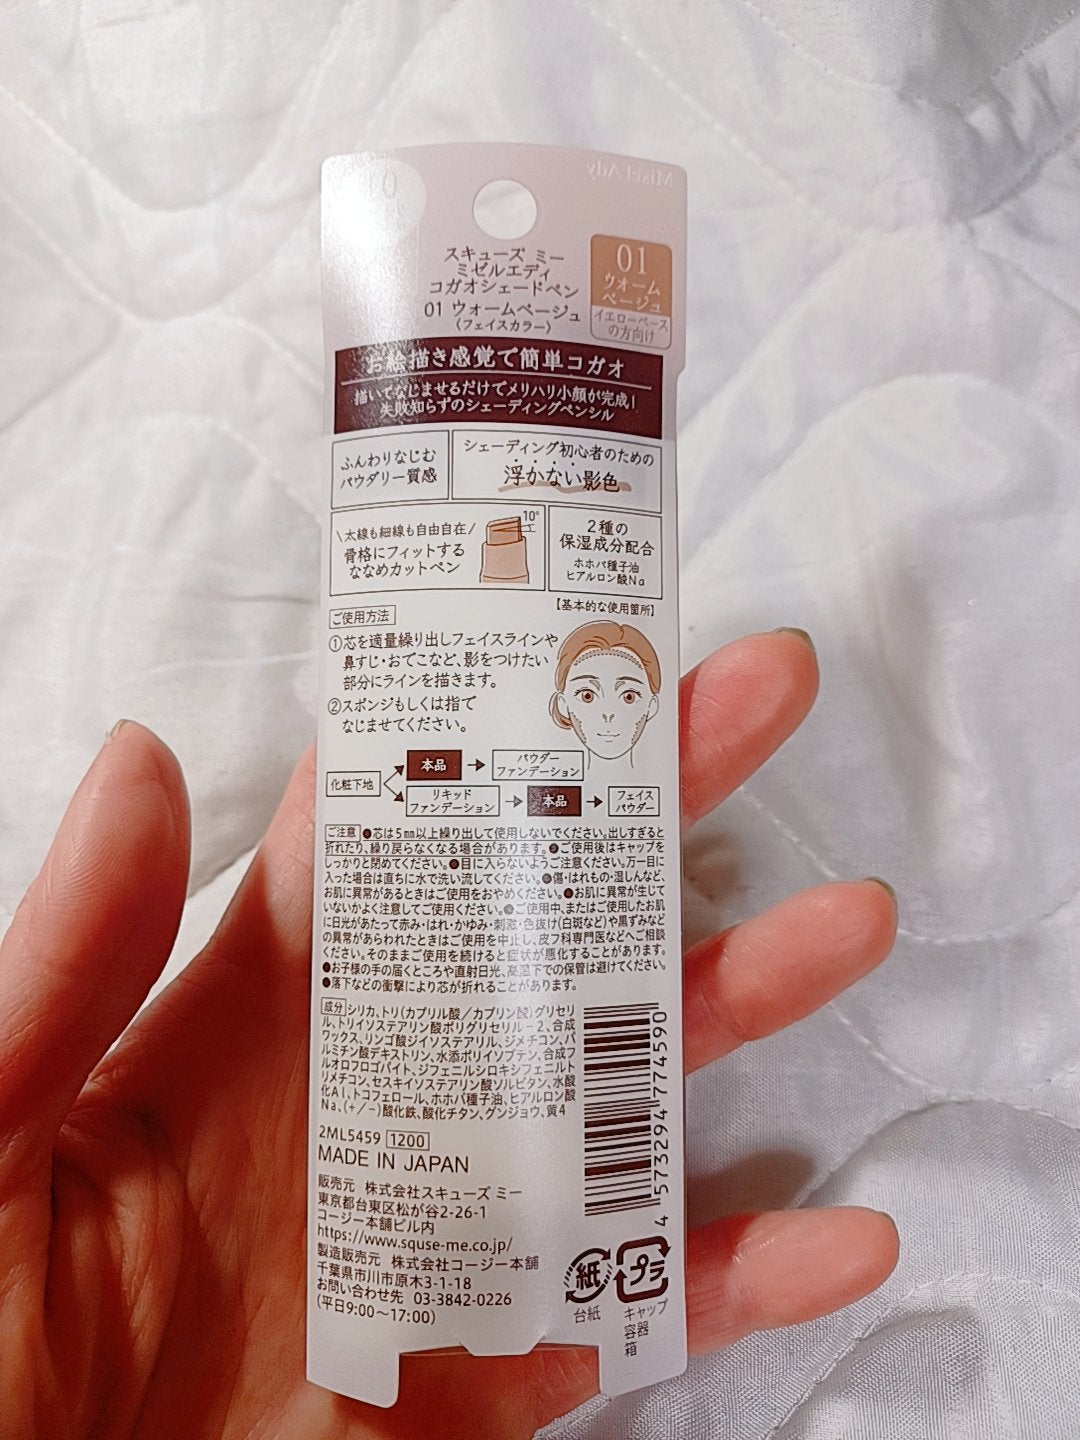 Misel Ady
スキューズ ミー
ミゼルエディ
コガオシェードペン
01 ウォームベージュ
〈フェイスカラー〉
01
ウォーム
ベージュ
イエローベース
の方向け
お絵描き感覚で簡単コガオ
描いてなじませるだけでメリハリ小顔が完成!
失敗知らずのシェーディングペンシル
ふんわりなじむ
パウダリー質感
シェーディング初心者のための
浮かない影色
\太線も細線も自由自在/
骨格にフィットする
ななめカットペン
10°
2種の
保湿成分配合
ホホバ種子油
ヒアルロン酸Na
【基本的な使用箇所】
ご使用方法
①芯を適量繰り出しフェイスラインや
鼻すじ・おでこなど、影をつけたい
部分にラインを描きます。
②スポンジもしくは指で
なじませてください。
化粧下地
本品
パウダー
ファンデーション
リキッド
ファンデーション
本品
フェイス
パウダー
ご注意 ●芯は5㎜以上繰り出して使用しないでください。出しすぎると
折れたり、繰り戻らなくなる場合があります。●ご使用後はキャップを
しっかりと閉めてください。●目に入らないようご注意ください。万一目に
入った場合は直ちに水で洗い流してください。●傷・はれもの・湿しんなど、
お肌に異常があるときはご使用をおやめください。●お肌に異常が生じて
いないかよく注意してご使用ください。●ご使用中、またはご使用したお肌
に日光があたって赤み・はれ・かゆみ・刺激・色抜け(白斑など)や黒ずみなど
の異常があらわれたときはご使用を中止し、皮フ科専門医などへご相談
ください。そのままご使用を続けると症状が悪化することがあります。
●お子様の手の届くところや直射日光、高温下での保管は避けてください。
●落下などの衝撃により芯が折れることがあります。
成分 シリカ、トリ(カプリル酸/カプリン酸)グリセリ
ル、トリイソステアリン酸ポリグリセリル-2、合成
ワックス、リンゴ酸ジイソステアリル、ジメチコン、パ
ルミチン酸デキストリン、水添ポリイソブテン、合成フ
ルオロフロゴパイト、ジフェニルシロキシフェニルト
リメチコン、セスキイソステアリン酸ソルビタン、水酸
化Al、トコフェロール、ホホバ種子油、ヒアルロン酸
Na、(+/-)酸化鉄、酸化チタン、グンジョウ、黄4
2ML5459 1200
MADE IN JAPAN
販売元 株式会社スキューズ ミー
東京都台東区松が谷2-26-1
コージー本舗ビル内
https://www.squse-me.co.jp/
製造販売元 株式会社コージー本舗
千葉県市川市原木3-1-18
お問い合わせ先 03-3842-0226
(平日9:00～17:00)
4 573294 774590
紙
台紙
プラ
キャップ
容器
箱